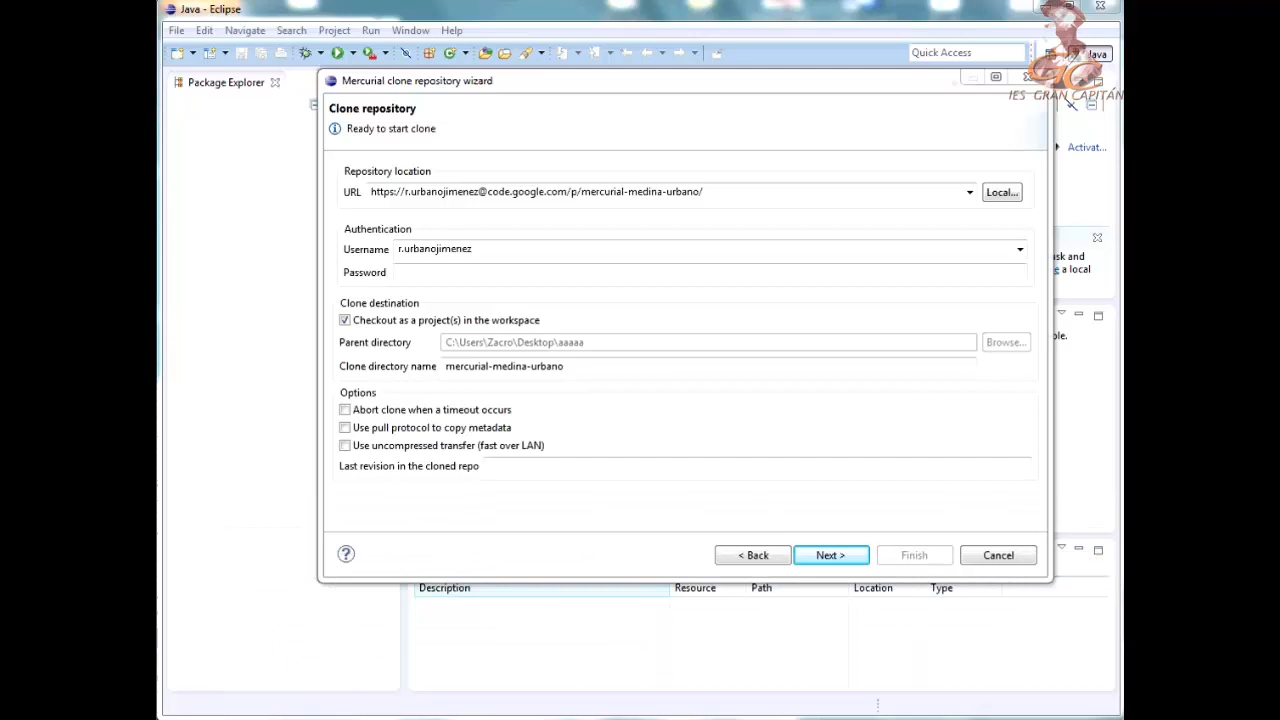 Java - Eclipse
File Edit Navigate Search Project Run Window Help
Quick Access
Java
Package Explorer
IES GRAN CAPITÁN
Mercurial clone repository wizard
Clone repository
Ready to start clone
Activat...
Repository location
URL https://r.urbanojimenez@code.google.com/p/mercurial-medina-urbano/ Local...
Authentication
Username r.urbanojimenez
Password
ask and
a local
Clone destination
Checkout as a project(s) in the workspace
Parent directory C:\Users\Zacro\Desktop\aaaaa Browse...
Clone directory name mercurial-medina-urbano
Options
Abort clone when a timeout occurs
Use pull protocol to copy metadata
Use uncompressed transfer (fast over LAN)
Last revision in the cloned repo
< Back Next > Finish Cancel
Description Resource Path Location Type